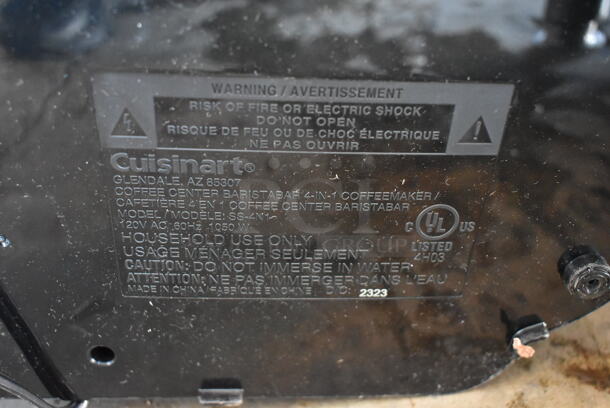 WARNING / AVERTISSEMENT
RISK OF FIRE OR ELECTRIC SHOCK
DO NOT OPEN
RISQUE DE FEU OU DE CHOC ÉLECTRIQUE
NE PAS OUVRIR
Cuisinart®
GLENDALE, AZ 85307
COFFEE CENTER BARISTABAR 4-IN-1 COFFEEMAKER/
CAFETIÈRE 4 EN 1 COFFEE CENTER BARISTABAR
MODEL / MODÈLE: SS-4N1
120V AC 60Hz 1050 W
HOUSEHOLD USE ONLY
USAGE MÉNAGER SEULEMENT
CAUTION: DO NOT IMMERSE IN WATER.
ATTENTION: NE PAS IMMERGER DANS L'EAU
MADE IN CHINA / FABRIQUÉ EN CHINE D.C: 2323
C UL US
LISTED
4H03
GROUP